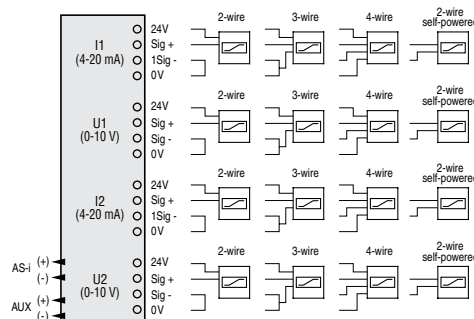 2-wire 3-wire 4-wire 2-wire self-powered
I1 (4-20 mA)
24V
Sig +
1Sig -
0V
2-wire 3-wire 4-wire 2-wire self-powered
U1 (0-10 V)
24V
Sig +
Sig -
0V
2-wire 3-wire 4-wire 2-wire self-powered
I2 (4-20 mA)
24V
Sig +
1Sig -
0V
2-wire 3-wire 4-wire 2-wire self-powered
U2 (0-10 V)
24V
Sig +
Sig -
0V
AS-i (+)
(-)
AUX (+)
(-)